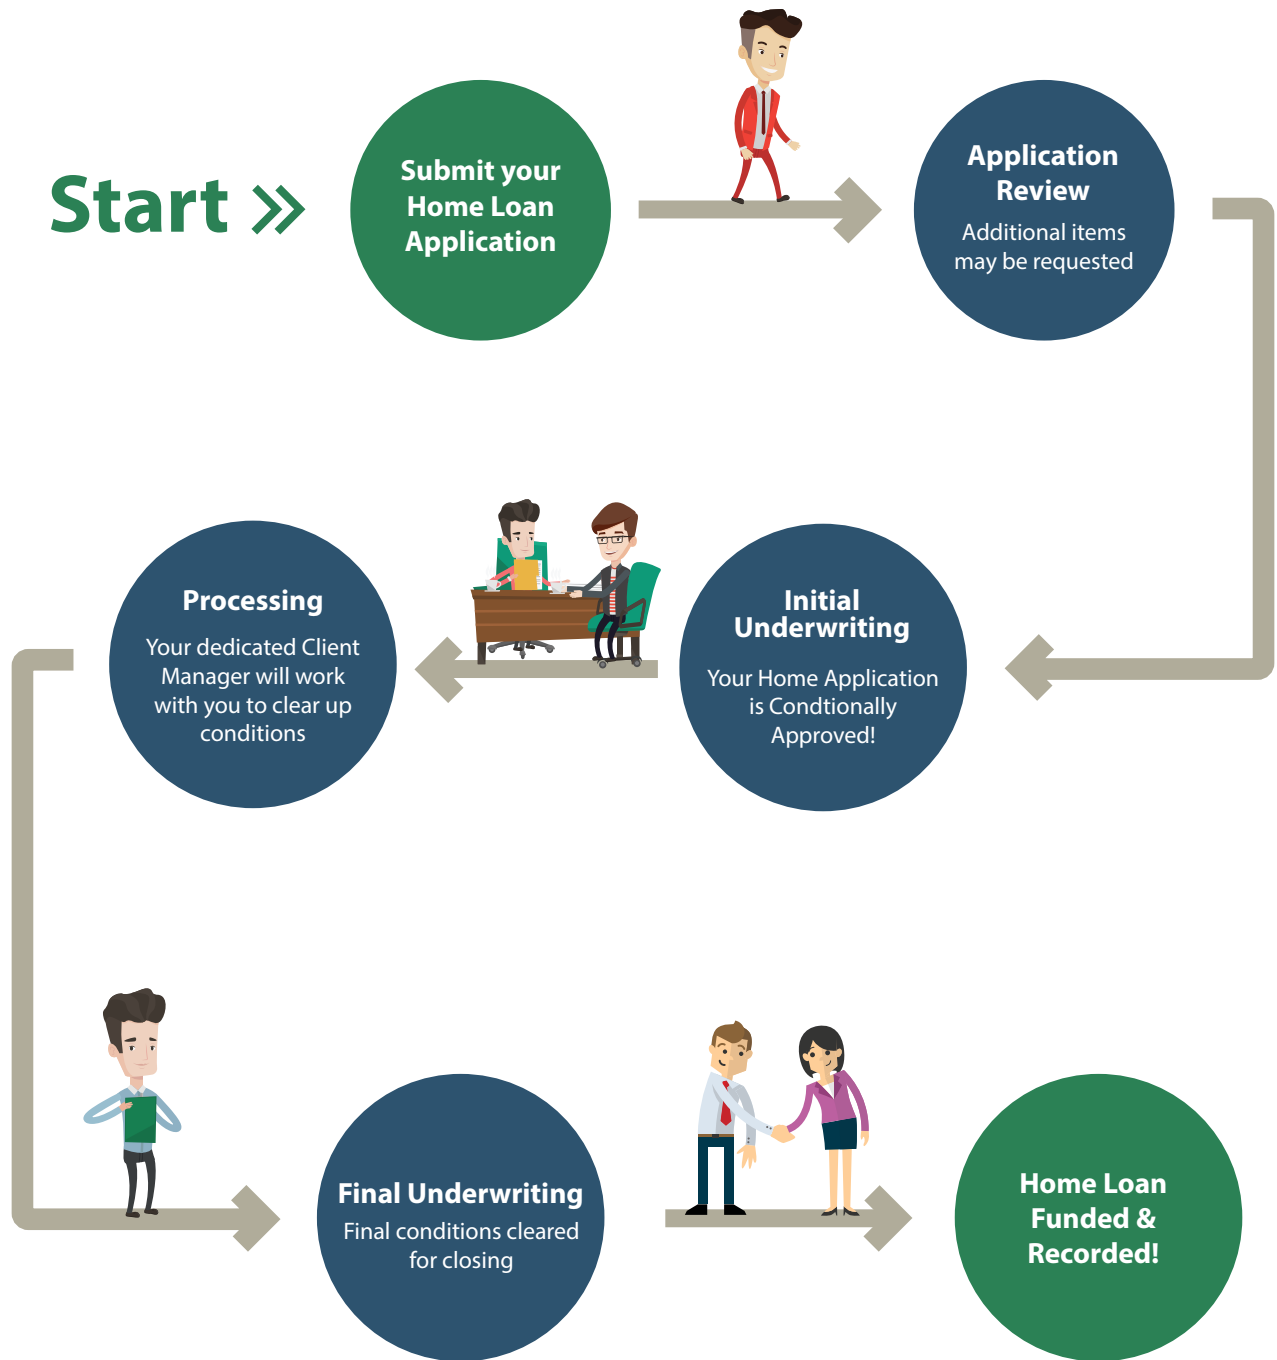 Start
Submit your
Home Loan
Application
Application
Review
Additional items
may be requested
Initial
Underwriting
Your Home Application
is Condtionally
Approved!
Processing
Your dedicated Client
Manager will work
with you to clear up
conditions
Final Underwriting
Final conditions cleared
for closing
Home Loan
Funded &
Recorded!